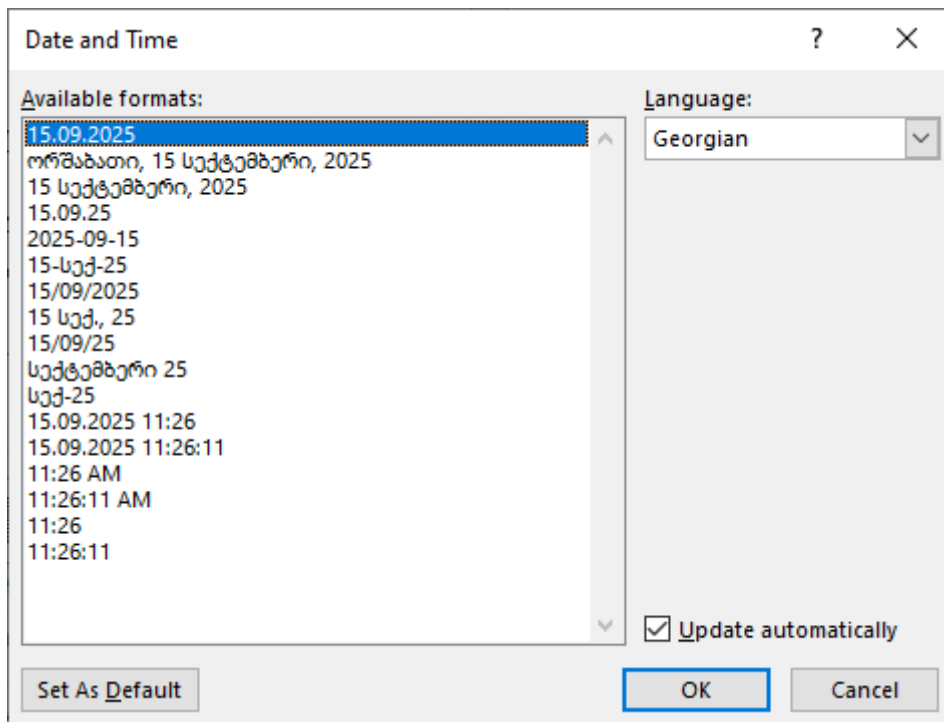 Date and Time
?
Available formats:
Language:
15.09.2025
Georgian
ორშაბათი, 15 სექტემბერი, 2025
15 სექტემბერი, 2025
15.09.25
2025-09-15
15-სექ-25
15/09/2025
15 სექ., 25
15/09/25
სექტემბერი 25
სექ-25
15.09.2025 11:26
15.09.2025 11:26:11
11:26 AM
11:26:11 AM
11:26
11:26:11
Update automatically
Set As Default
OK
Cancel